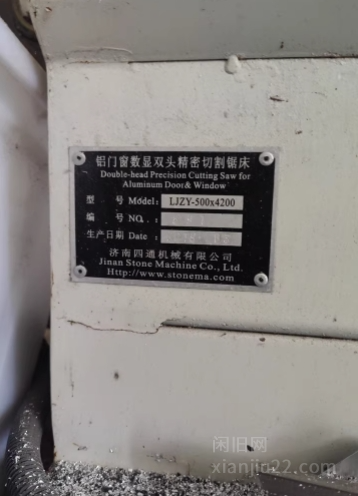 铝门窗数显双头精密切割锯床
Double-head Precision Cutting Saw for
Aluminum Door& Window
型 号 Model: LJZY-500x4200
编 号 NO.:
生产日期 Date :
济南四通机械有限公司
Jinan Stone Machine Co., Ltd.
Http://www.stonema.com
闲旧网
xianjiu22.com